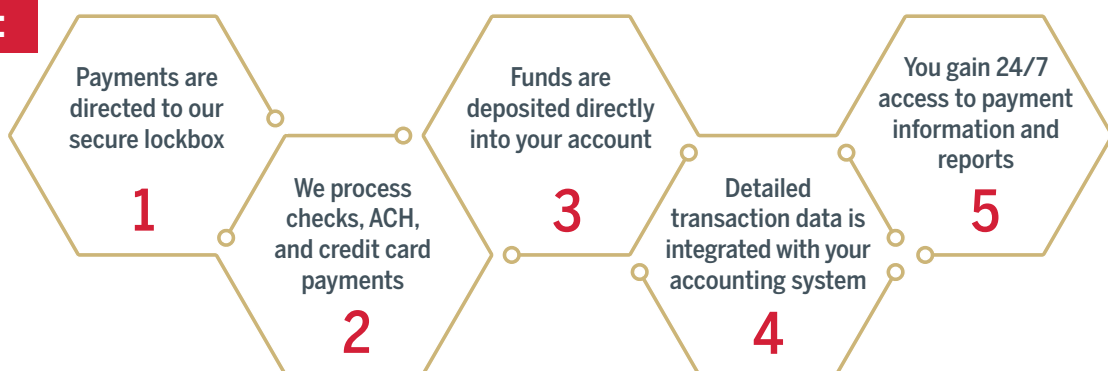 :
Payments are
directed to our
secure lockbox
1
We process
checks, ACH,
and credit card
payments
2
Funds are
deposited directly
into your account
3
Detailed
transaction data is
integrated with your
accounting system
4
You gain 24/7
access to payment
information and
reports
5